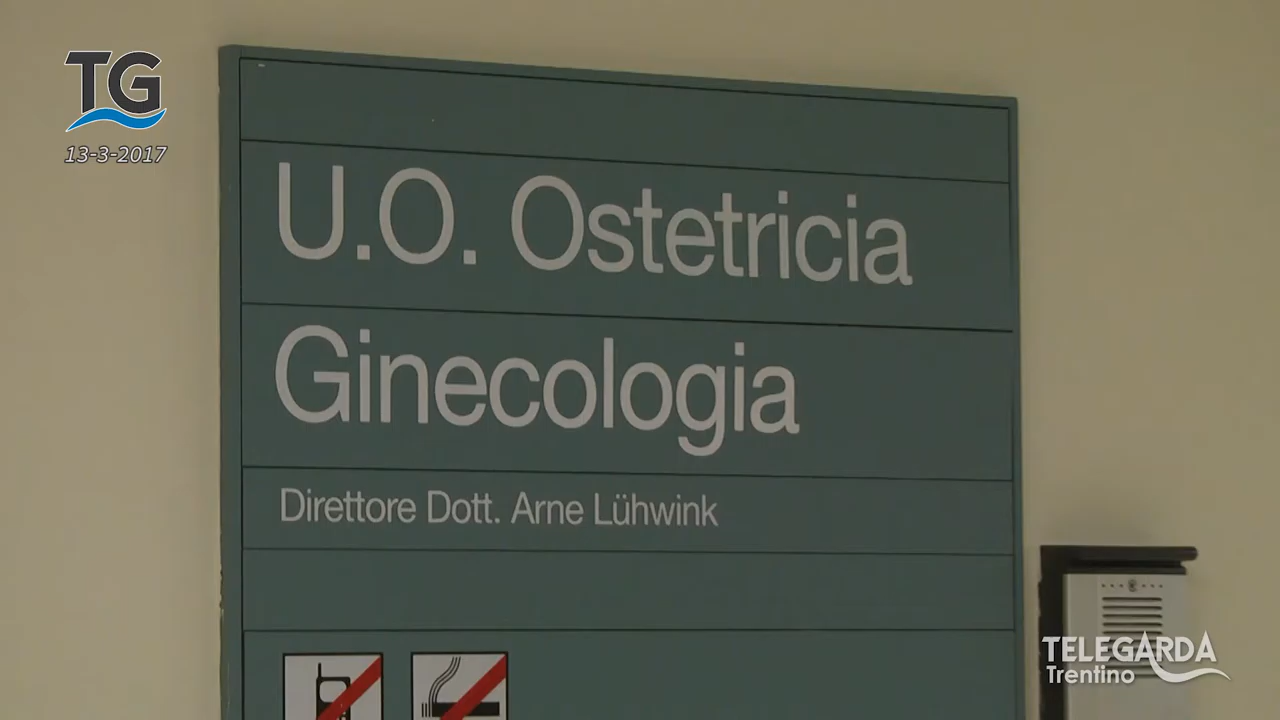 TG
13-3-2017
U.O. Ostetricia
Ginecologia
Direttore Dott. Arne Lühwink
TELEGARDA
Trentino